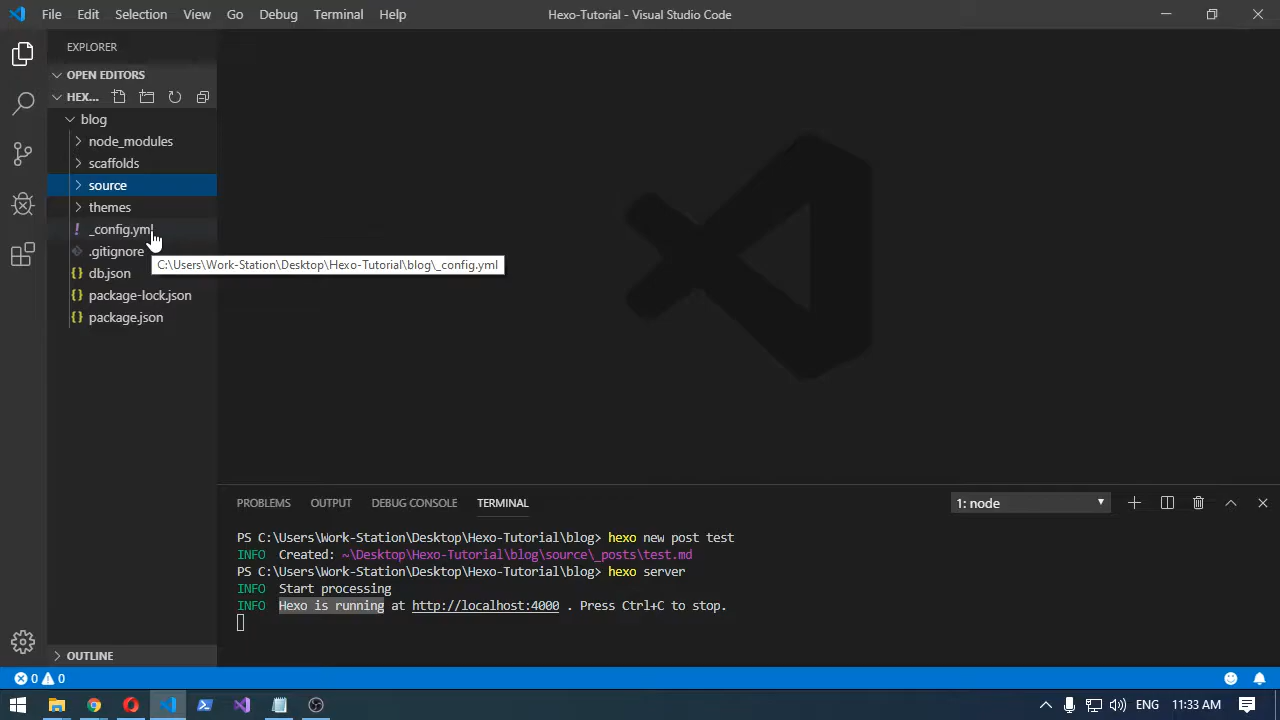 File Edit Selection View Go Debug Terminal Help
Hexo-Tutorial - Visual Studio Code
EXPLORER
OPEN EDITORS
HEX...
blog
node_modules
scaffolds
source
themes
! _config.yml
.gitignore
C:\Users\Work-Station\Desktop\Hexo-Tutorial\blog\_config.yml
{} db.json
{} package-lock.json
{} package.json
PROBLEMS OUTPUT DEBUG CONSOLE TERMINAL
1: node
PS C:\Users\Work-Station\Desktop\Hexo-Tutorial\blog> hexo new post test
INFO Created: ~\Desktop\Hexo-Tutorial\blog\source\_posts\test.md
PS C:\Users\Work-Station\Desktop\Hexo-Tutorial\blog> hexo server
INFO Start processing
INFO Hexo is running at http://localhost:4000 . Press Ctrl+C to stop.
OUTLINE
0 0
ENG 11:33 AM